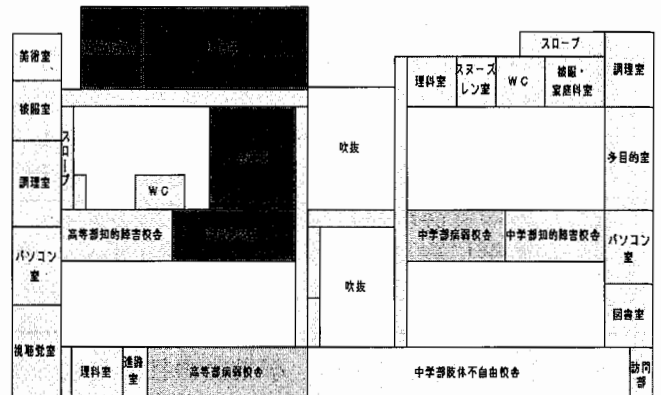 美術室
被服室
調理室
パソコン
室
視聴覚室
スロープ
WC
高等部知的障害校舎
理科室
進路
室
高等部病弱校舎
吹抜
吹抜
スロープ
理科室
スヌーズ
レン室
WC
被服・
家庭科室
調理室
多目的室
中学部病弱校舎
中学部知的障害校舎
パソコン
室
図書室
中学部肢体不自由校舎
訪問
部